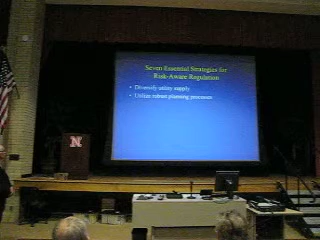 Seven Essential Strategies for
Risk-Aware Regulation
• Diversify utility supply
• Utilize robust planning processes
N